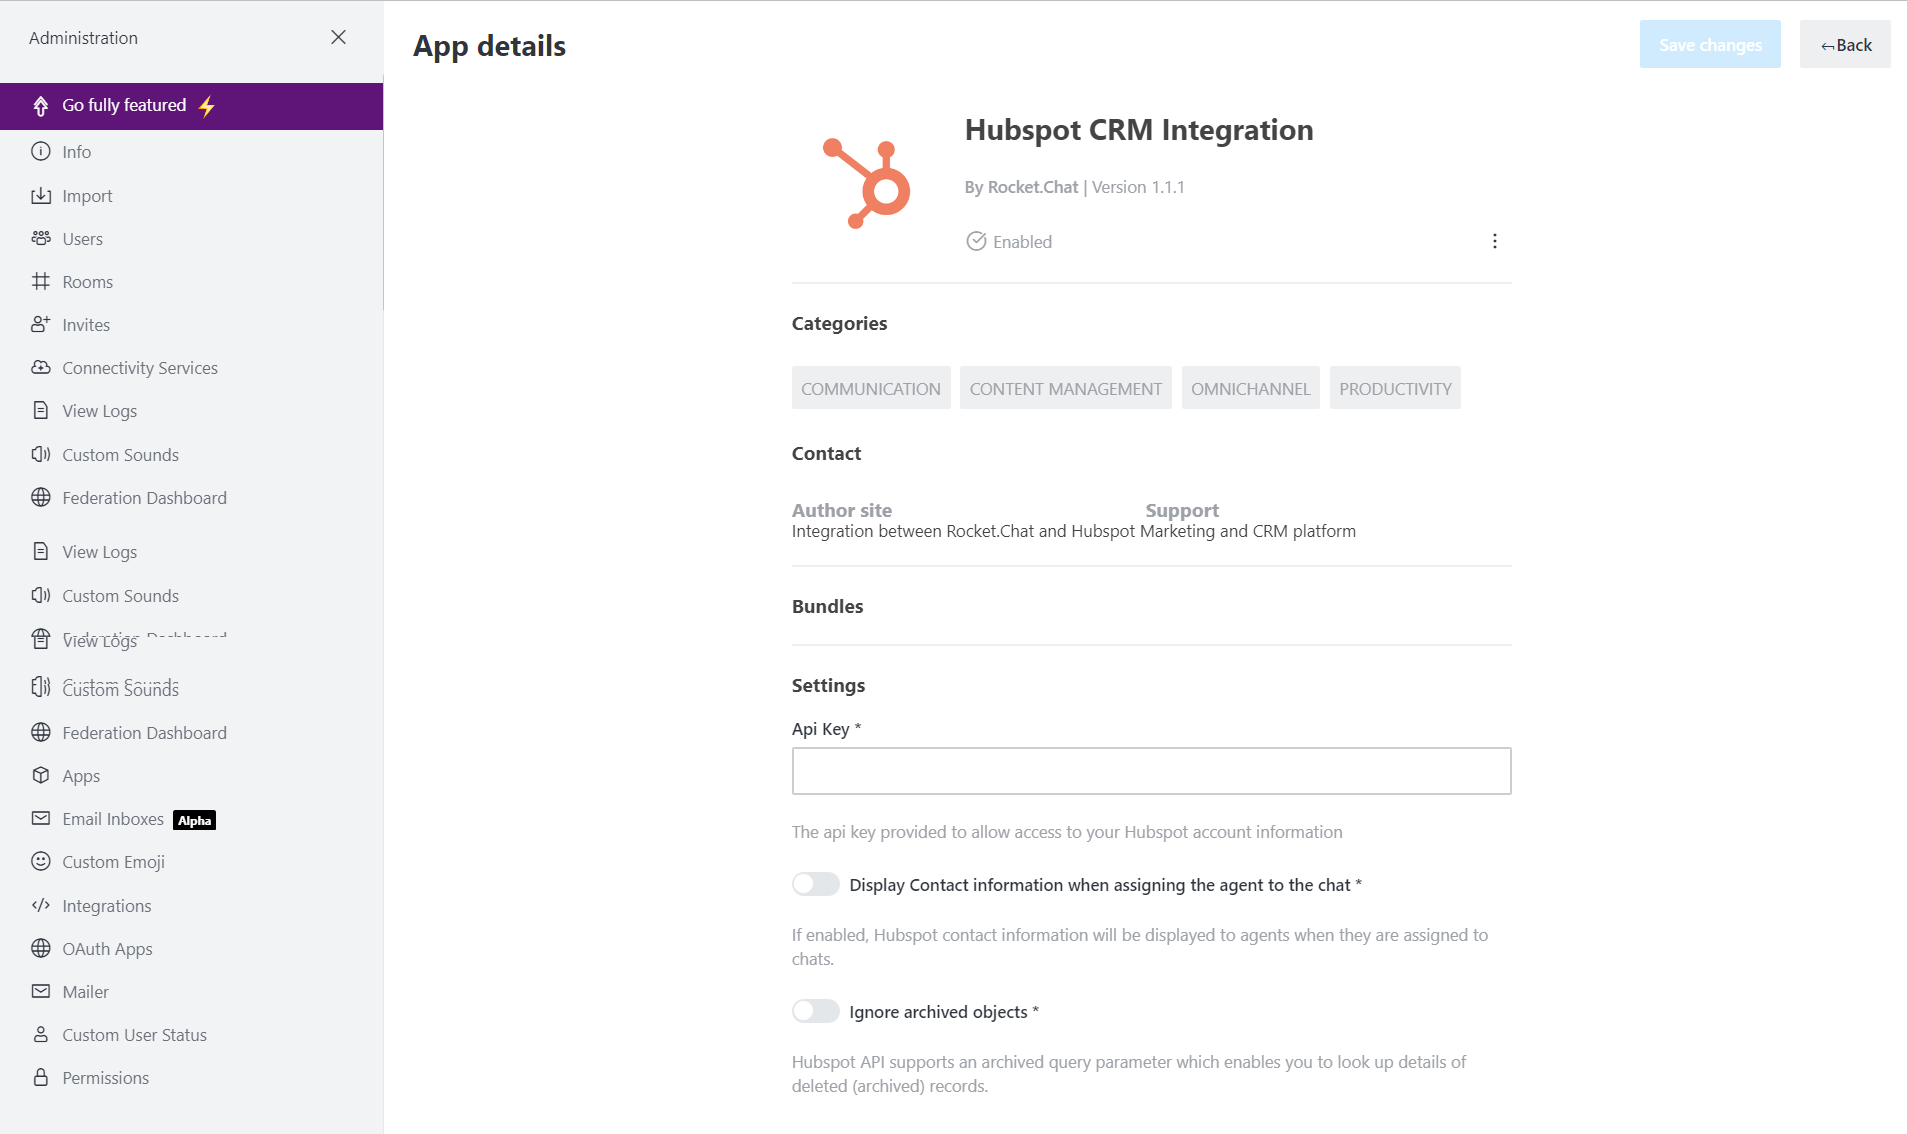 Administration
Go fully featured
Info
Import
Users
Rooms
Invites
Connectivity Services
View Logs
Custom Sounds
Federation Dashboard
View Logs
Custom Sounds
Federation Dashboard
View Logs
Custom Sounds
Custom Sounds
Federation Dashboard
Apps
Email Inboxes Alpha
Custom Emoji
Integrations
OAuth Apps
Mailer
Custom User Status
Permissions
App details
Save changes
Back
Hubspot CRM Integration
By Rocket.Chat | Version 1.1.1
Enabled
Categories
COMMUNICATION CONTENT MANAGEMENT OMNICHANNEL PRODUCTIVITY
Contact
Author site Support
Integration between Rocket.Chat and Hubspot Marketing and CRM platform
Bundles
Settings
Api Key *
The api key provided to allow access to your Hubspot account information
Display Contact information when assigning the agent to the chat *
If enabled, Hubspot contact information will be displayed to agents when they are assigned to
chats.
Ignore archived objects *
Hubspot API supports an archived query parameter which enables you to look up details of
deleted (archived) records.